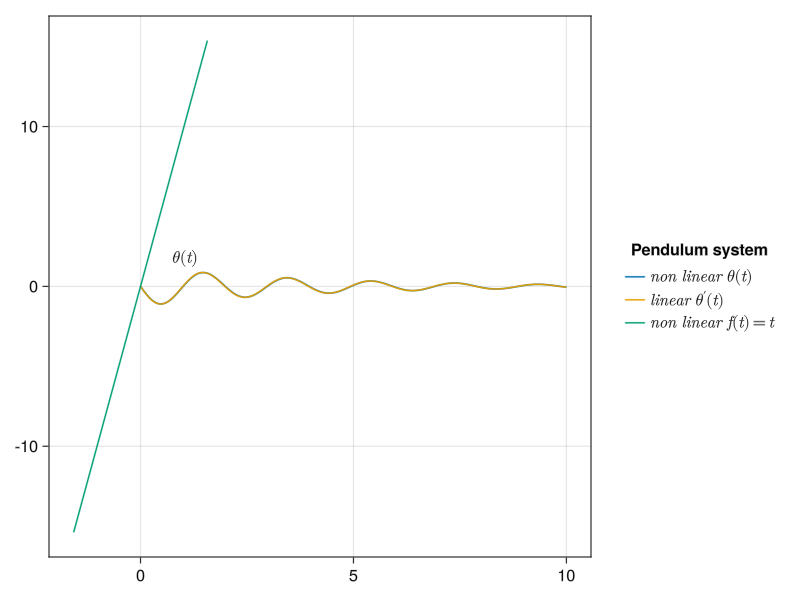 10
0
-10
0
5
10
θ(t)
Pendulum system
non linear θ(t)
linear θ′(t)
non linear f(t) = t